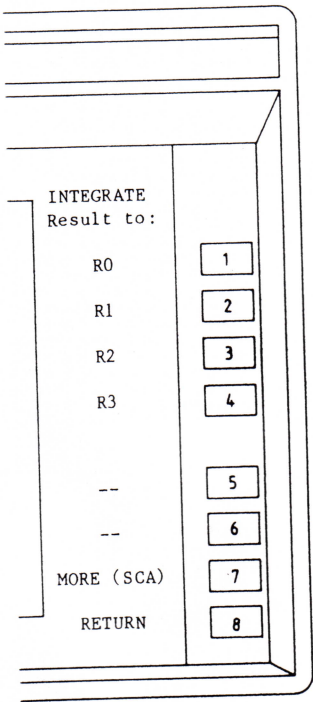 INTEGRATE
Result to:
R0 1
R1 2
R2 3
R3 4
-- 5
-- 6
MORE (SCA) 7
RETURN 8